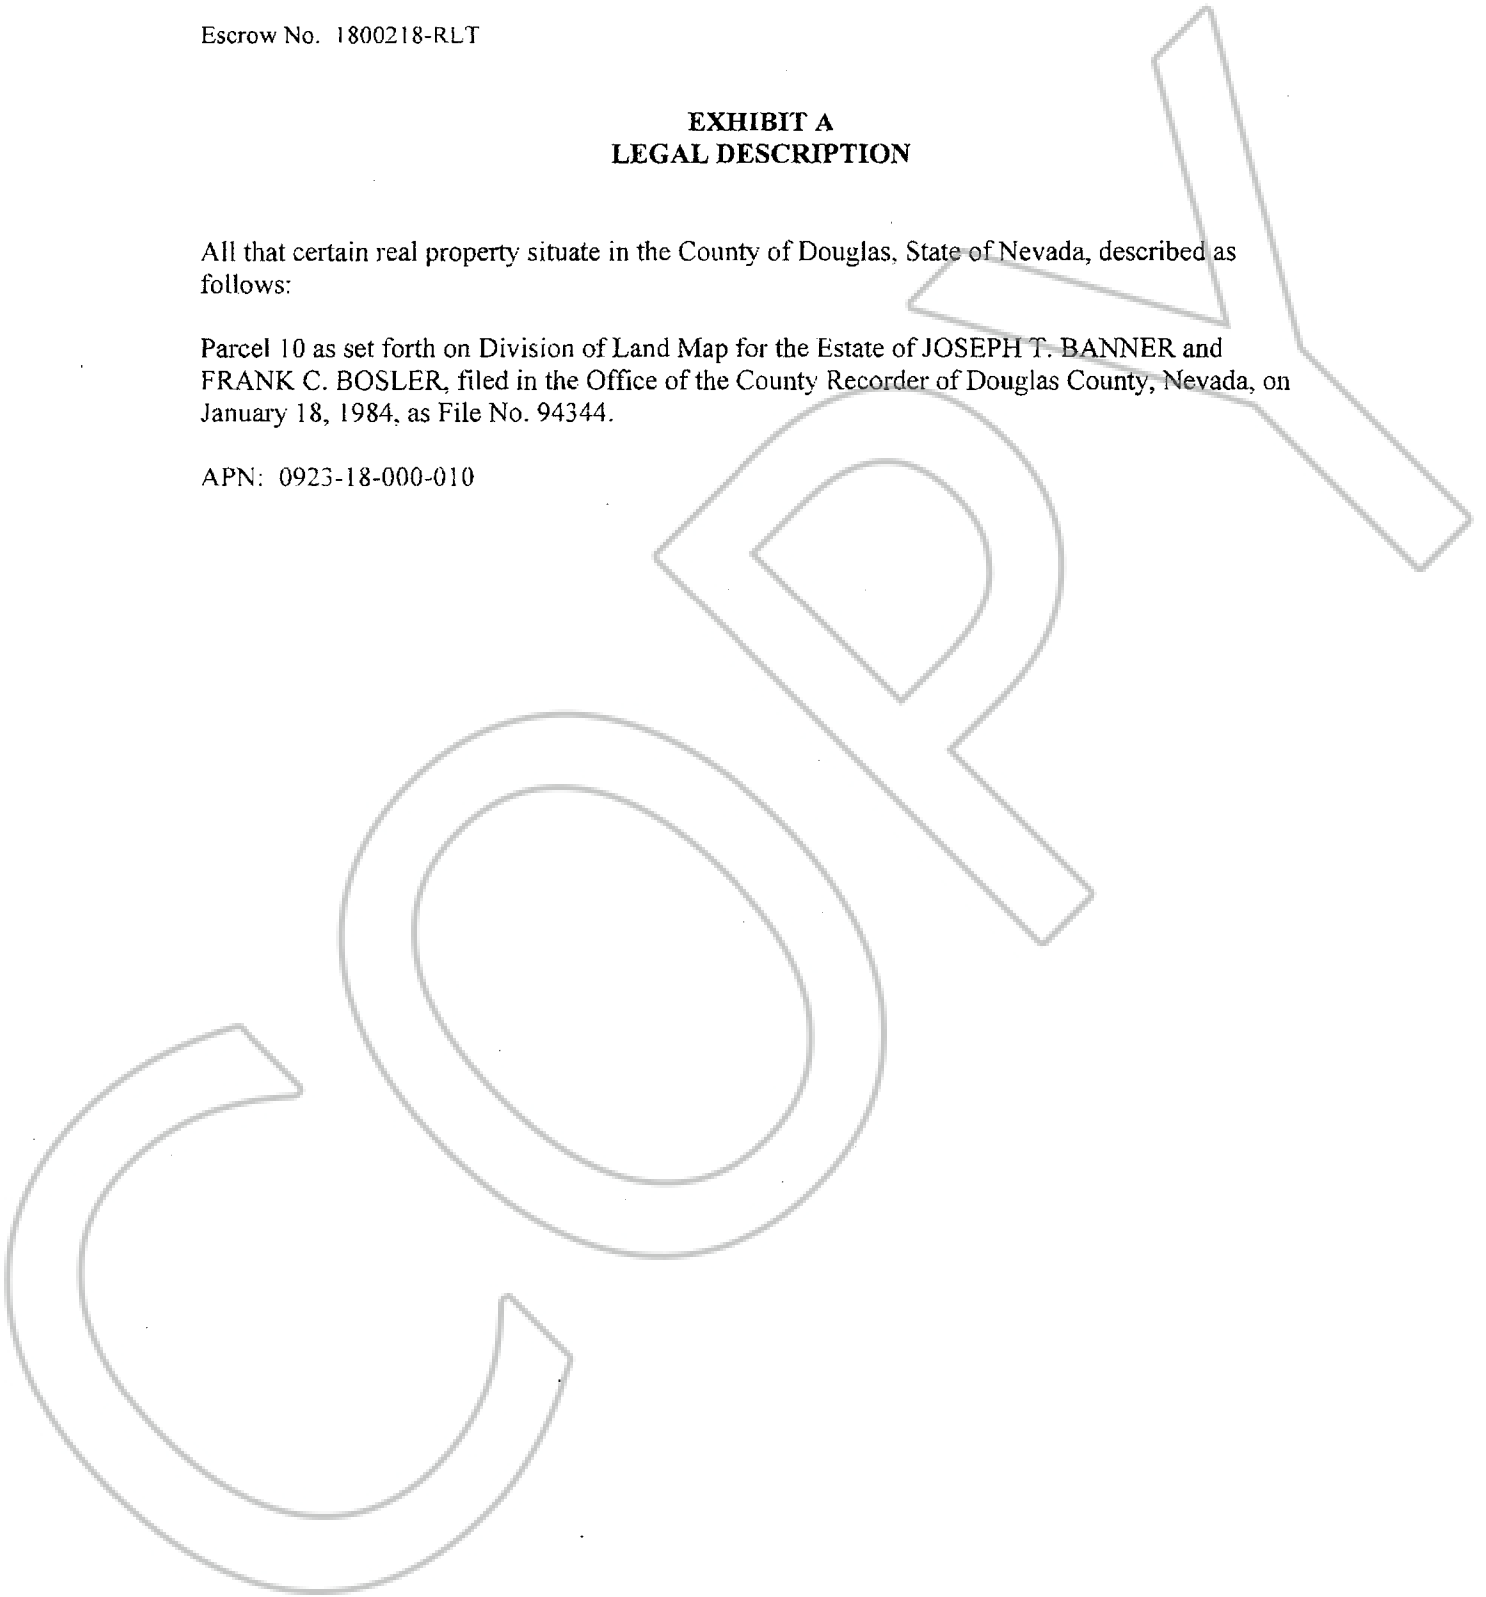 Escrow No. 1800218-RLT
EXHIBIT A
LEGAL DESCRIPTION
All that certain real property situate in the County of Douglas, State of Nevada, described as
follows:
Parcel 10 as set forth on Division of Land Map for the Estate of JOSEPH T. BANNER and
FRANK C. BOSLER, filed in the Office of the County Recorder of Douglas County, Nevada, on
January 18, 1984, as File No. 94344.
APN: 0923-18-000-010
COPY